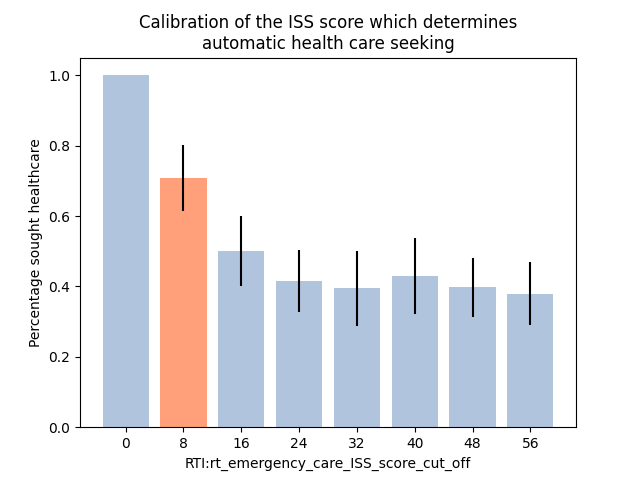 Calibration of the ISS score which determines
automatic health care seeking
Percentage sought healthcare
1.0
0.8
0.6
0.4
0.2
0.0
0 8 16 24 32 40 48 56
RTI:rt_emergency_care_ISS_score_cut_off